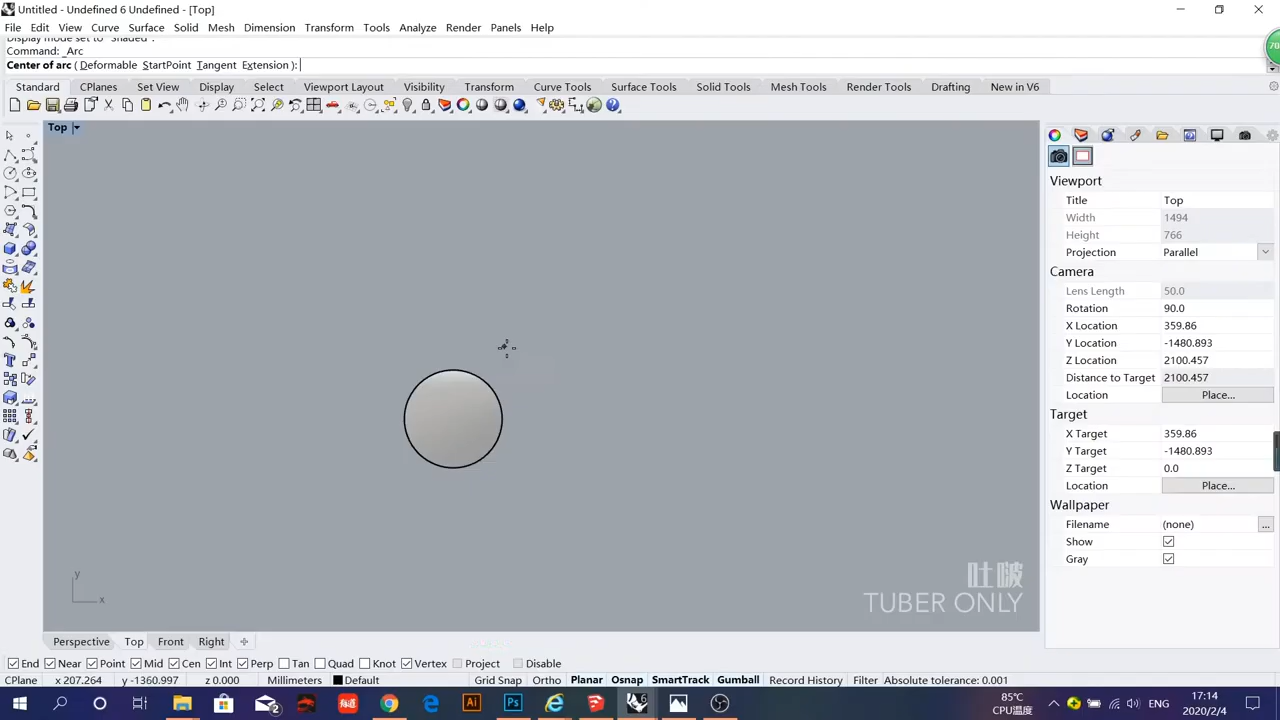 Untitled - Undefined 6 Undefined - [Top]
File Edit View Curve Surface Solid Mesh Dimension Transform Tools Analyze Render Panels Help
Display mode set to "Shaded".
Command: _Arc
Center of arc ( Deformable StartPoint Tangent Extension ):
70
Standard CPlanes Set View Display Select Viewport Layout Visibility Transform Curve Tools Surface Tools Solid Tools Mesh Tools Render Tools Drafting New in V6
Top
Viewport
Title Top
Width 1494
Height 766
Projection Parallel
Camera
Lens Length 50.0
Rotation 90.0
X Location 359.86
Y Location -1480.893
Z Location 2100.457
Distance to Target 2100.457
Location Place...
Target
X Target 359.86
Y Target -1480.893
Z Target 0.0
Location Place...
Wallpaper
Filename (none) ...
Show
Gray
吐啵
TUBER ONLY
y
x
Perspective Top Front Right
End Near Point Mid Cen Int Perp Tan Quad Knot Vertex Project Disable
CPlane x 207.264 y -1360.997 z 0.000 Millimeters Default Grid Snap Ortho Planar Osnap SmartTrack Gumball Record History Filter Absolute tolerance: 0.001
85℃
CPU温度
ENG
17:14
2020/2/4